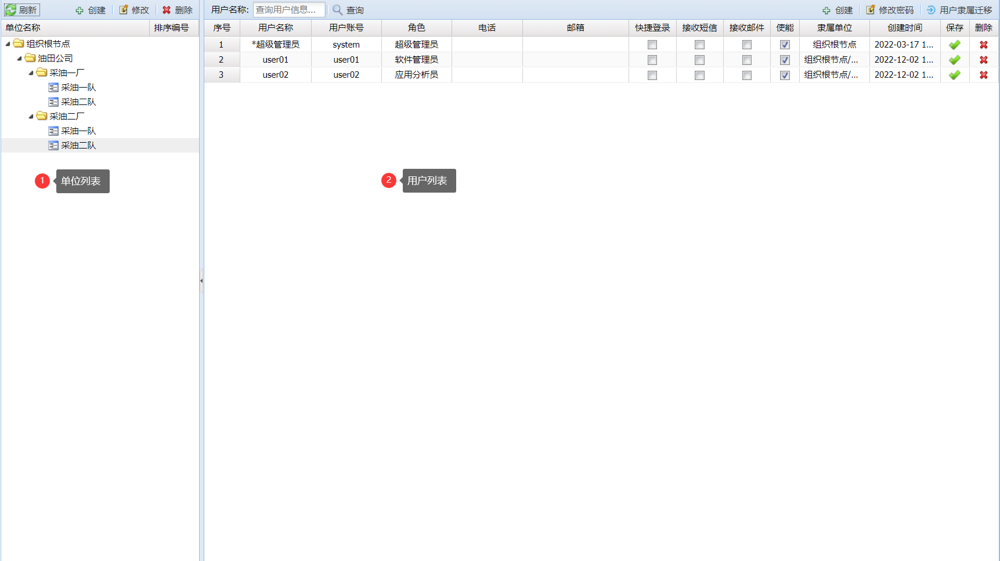 刷新 创建 修改 删除
单位名称 排序编号
组织根节点
油田公司
采油一厂
采油一队
采油二队
采油二厂
采油一队
采油二队
1 单位列表
用户名称: 查询用户信息... 查询 创建 修改密码 用户隶属迁移
序号 用户名称 用户账号 角色 电话 邮箱 快捷登录 接收短信 接收邮件 使能 隶属单位 创建时间 保存 删除
1 *超级管理员 system 超级管理员 组织根节点 2022-03-17 1...
2 user01 user01 软件管理员 组织根节点/... 2022-12-02 1...
3 user02 user02 应用分析员 组织根节点/... 2022-12-02 1...
2 用户列表